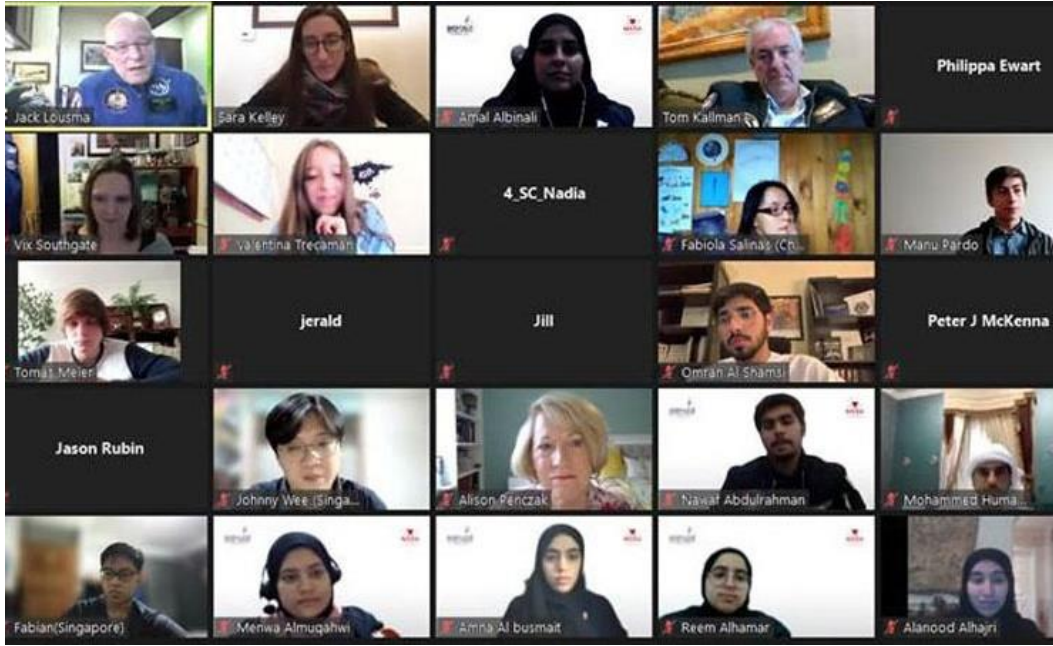 Jack Lousma
Sara Kelley
Amal Albinali
Tom Kallman
Philippa Ewart
Vix Southgate
Valentina Trecaman
4_SC_Nadia
Fabiola Salinas (Ch...
Manu Pardo
Tomas Meier
jerald
Jill
Omran Al Shamsi
Peter J McKenna
Jason Rubin
Johnny Wee (Singa...
Alison Penczak
Nawaf Abdulrahman
Mohammed Huma...
Fabian(Singapore)
Menwa Almuqahwi
Amna Al busmait
Reem Alhamar
Alanood Alhajri